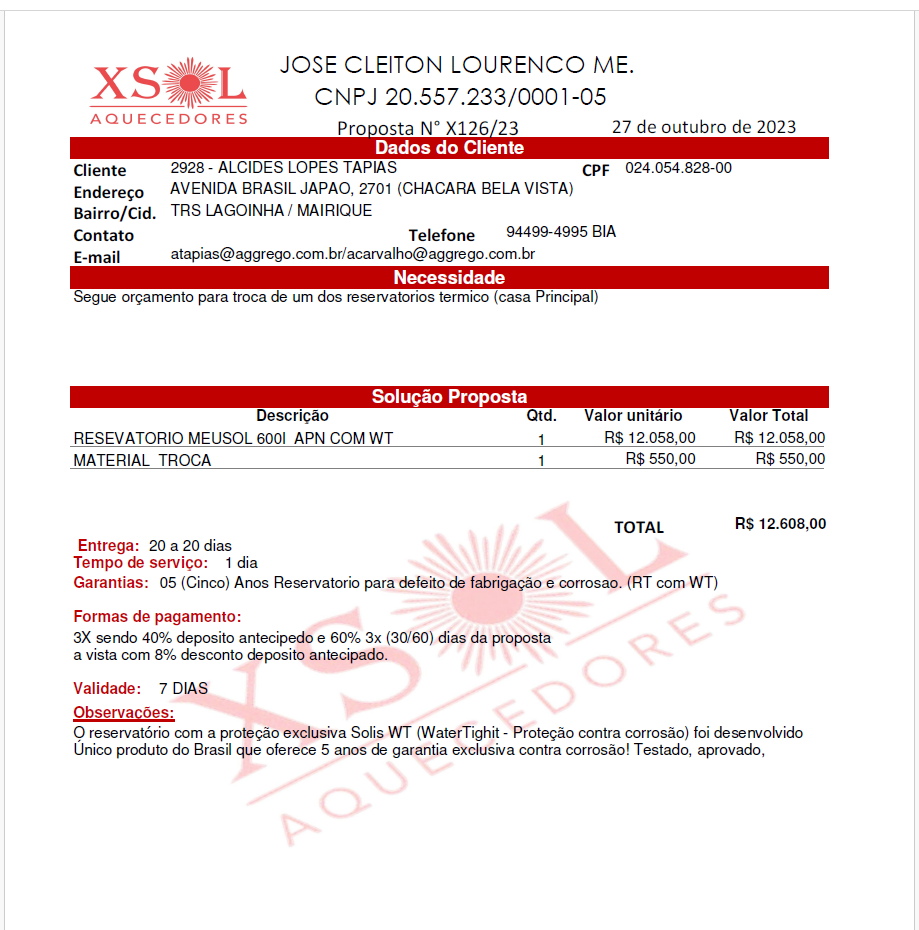 XSOL
AQUECEDORES
JOSE CLEITON LOURENCO ME.
CNPJ 20.557.233/0001-05
Proposta N° X126/23 27 de outubro de 2023
Dados do Cliente
Cliente 2928 - ALCIDES LOPES TAPIAS CPF 024.054.828-00
Endereço AVENIDA BRASIL JAPAO, 2701 (CHACARA BELA VISTA)
Bairro/Cid. TRS LAGOINHA / MAIRIQUE
Contato Telefone 94499-4995 BIA
E-mail atapias@aggrego.com.br/acarvalho@aggrego.com.br
Necessidade
Segue orçamento para troca de um dos reservatorios termico (casa Principal)
Solução Proposta
Descrição Qtd. Valor unitário Valor Total
RESEVATORIO MEUSOL 600l APN COM WT 1 R$ 12.058,00 R$ 12.058,00
MATERIAL TROCA 1 R$ 550,00 R$ 550,00
TOTAL R$ 12.608,00
Entrega: 20 a 20 dias
Tempo de serviço: 1 dia
Garantias: 05 (Cinco) Anos Reservatorio para defeito de fabrigação e corrosao. (RT com WT)
Formas de pagamento:
3X sendo 40% deposito antecipedo e 60% 3x (30/60) dias da proposta
a vista com 8% desconto deposito antecipado.
Validade: 7 DIAS
Observações:
O reservatório com a proteção exclusiva Solis WT (WaterTighit - Proteção contra corrosão) foi desenvolvido
Único produto do Brasil que oferece 5 anos de garantia exclusiva contra corrosão! Testado, aprovado,
XSOL
AQUECEDORES